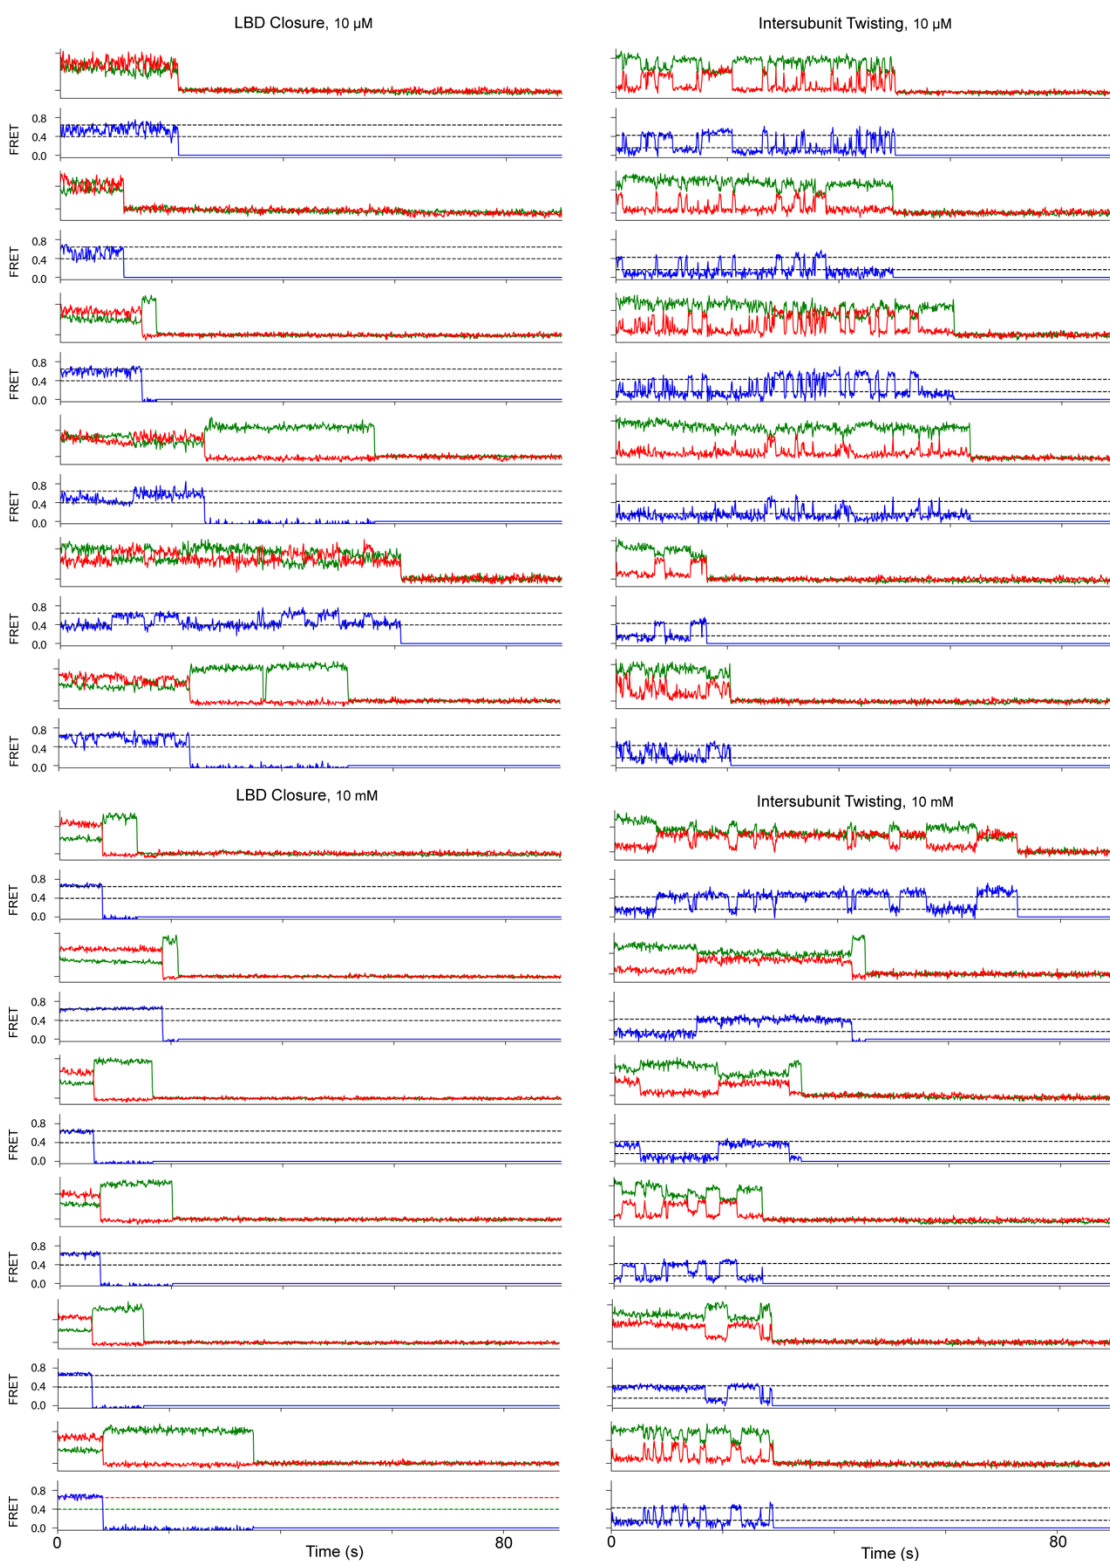 LBD Closure, 10 µM
Intersubunit Twisting, 10 µM
FRET
0.4
0.0
FRET
0.8
0.4
0.0
FRET
0.8
0.4
0.0
FRET
0.8
0.4
0.0
FRET
0.8
0.4
0.0
FRET
0.8
0.4
0.0
LBD Closure, 10 mM
Intersubunit Twisting, 10 mM
FRET
0.8
0.4
0.0
FRET
0.8
0.4
0.0
FRET
0.8
0.4
0.0
FRET
0.8
0.4
0.0
FRET
0.8
0.4
0.0
FRET
0.8
0.4
0.0
0 80 0 80
Time (s) Time (s)